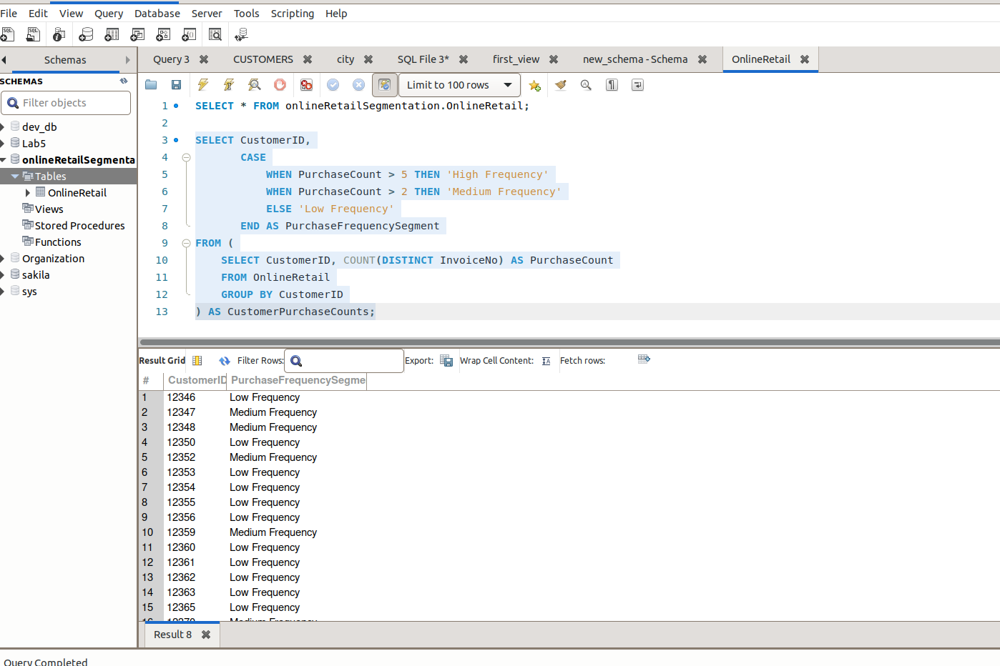 File Edit View Query Database Server Tools Scripting Help
Schemas
Query 3 CUSTOMERS city SQL File 3* first_view new_schema - Schema OnlineRetail
SCHEMAS
Filter objects
dev_db
Lab5
onlineRetailSegmenta
Tables
OnlineRetail
Views
Stored Procedures
Functions
Organization
sakila
sys
Limit to 100 rows
1 SELECT * FROM onlineRetailSegmentation.OnlineRetail;
2
3 SELECT CustomerID,
4 CASE
5 WHEN PurchaseCount > 5 THEN 'High Frequency'
6 WHEN PurchaseCount > 2 THEN 'Medium Frequency'
7 ELSE 'Low Frequency'
8 END AS PurchaseFrequencySegment
9 FROM (
10 SELECT CustomerID, COUNT(DISTINCT InvoiceNo) AS PurchaseCount
11 FROM OnlineRetail
12 GROUP BY CustomerID
13 ) AS CustomerPurchaseCounts;
Result Grid Filter Rows: Export: Wrap Cell Content: Fetch rows:
# CustomerID PurchaseFrequencySegme
1 12346 Low Frequency
2 12347 Medium Frequency
3 12348 Medium Frequency
4 12350 Low Frequency
5 12352 Medium Frequency
6 12353 Low Frequency
7 12354 Low Frequency
8 12355 Low Frequency
9 12356 Low Frequency
10 12359 Medium Frequency
11 12360 Low Frequency
12 12361 Low Frequency
13 12362 Low Frequency
14 12363 Low Frequency
15 12365 Low Frequency
Result 8
Query Completed